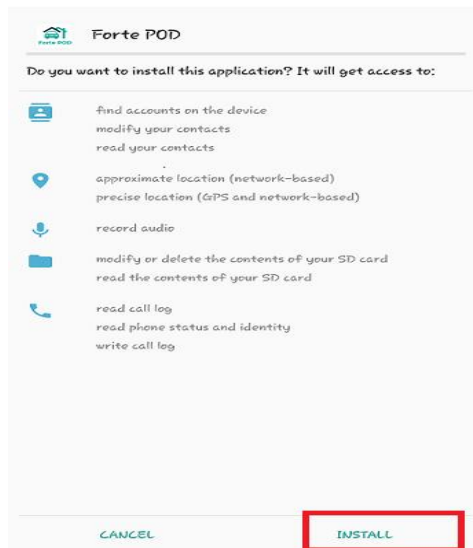 Forte POD
Forte POD
Do you want to install this application? It will get access to:
find accounts on the device
modify your contacts
read your contacts
approximate location (network-based)
precise location (GPS and network-based)
record audio
modify or delete the contents of your SD card
read the contents of your SD card
read call log
read phone status and identity
write call log
CANCEL
INSTALL